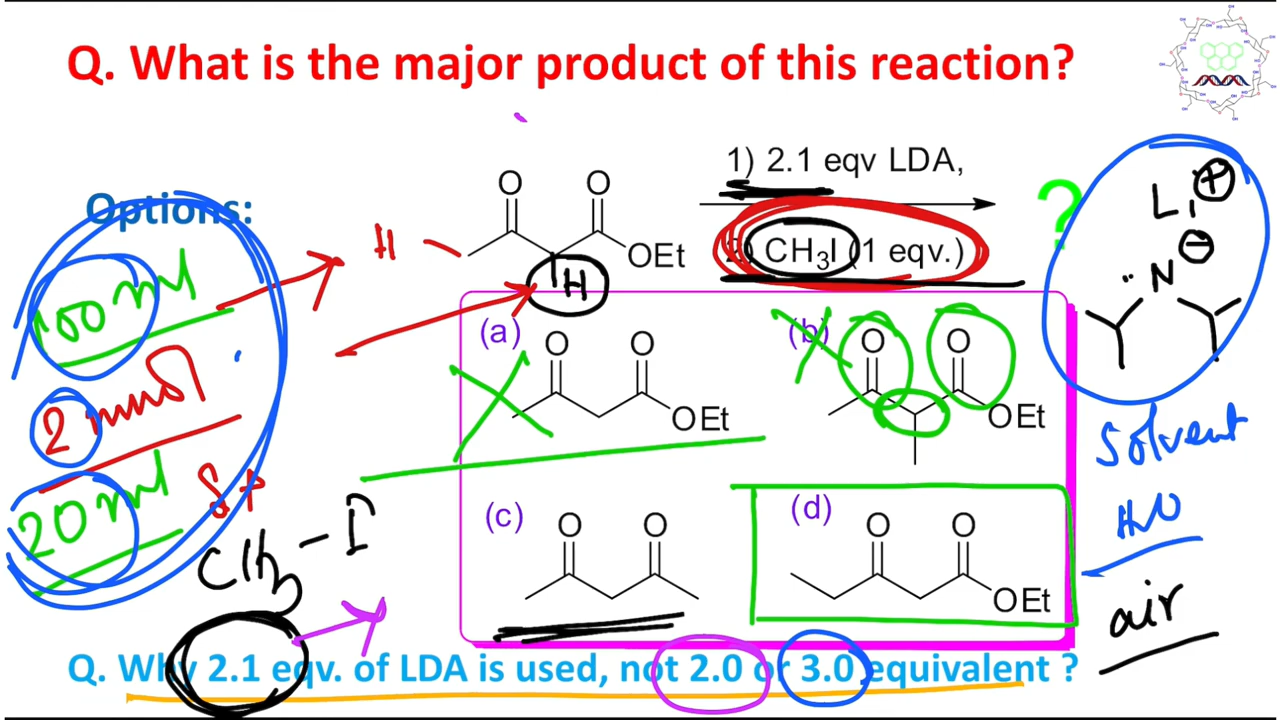 Q. What is the major product of this reaction?
1) 2.1 eqv LDA,
2) CH3I (1 eqv.)
?
Options:
O O
OEt
H
H
Li +
N -
100 ml
2 mmol
20 ml
CH3-I
(a)
O O
OEt
(b)
O O
OEt
(c)
O O
(d)
O O
OEt
Solvent
H2O
air
Q. Why 2.1 eqv. of LDA is used, not 2.0 or 3.0 equivalent ?